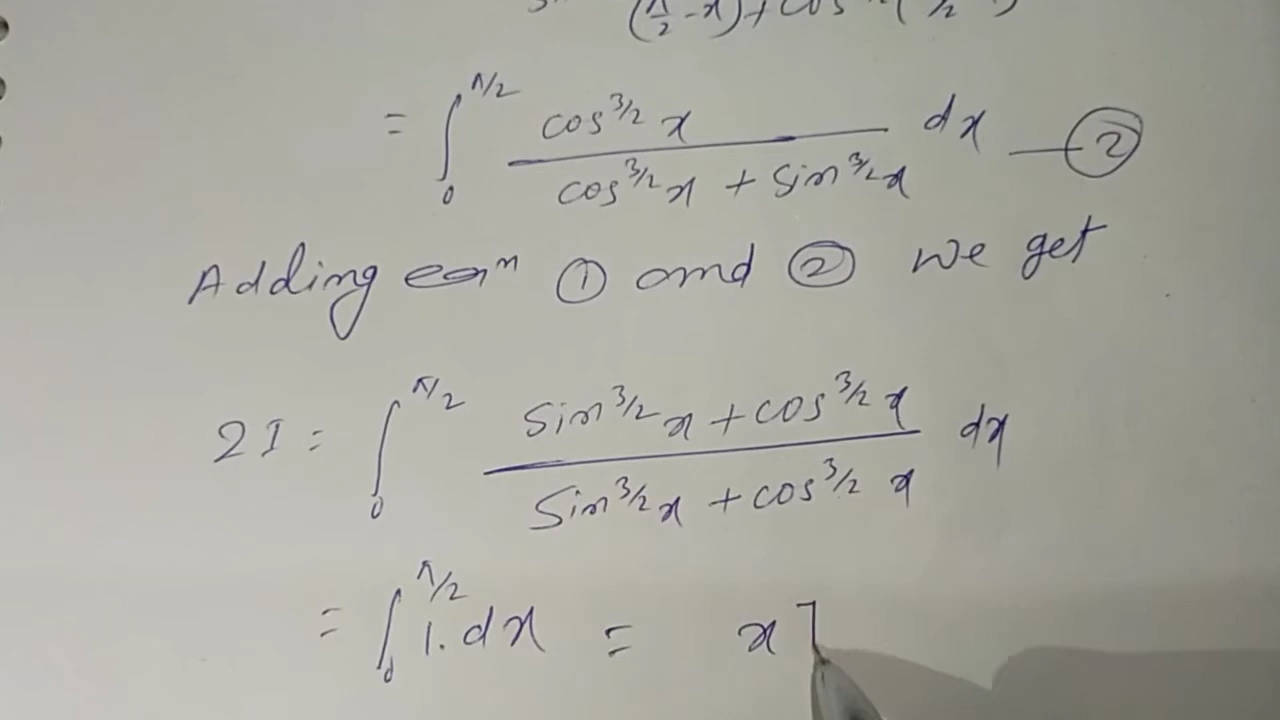 (π/2 - x) + cos
= ∫₀^π/2 cos^3/2 x / cos^3/2 x + sin^3/2 x dx — ②
Adding eqⁿ ① and ② we get
2I = ∫₀^π/2 Sin^3/2 x + cos^3/2 x / Sin^3/2 x + cos^3/2 x dx
= ∫₀^π/2 1. dx = x ]